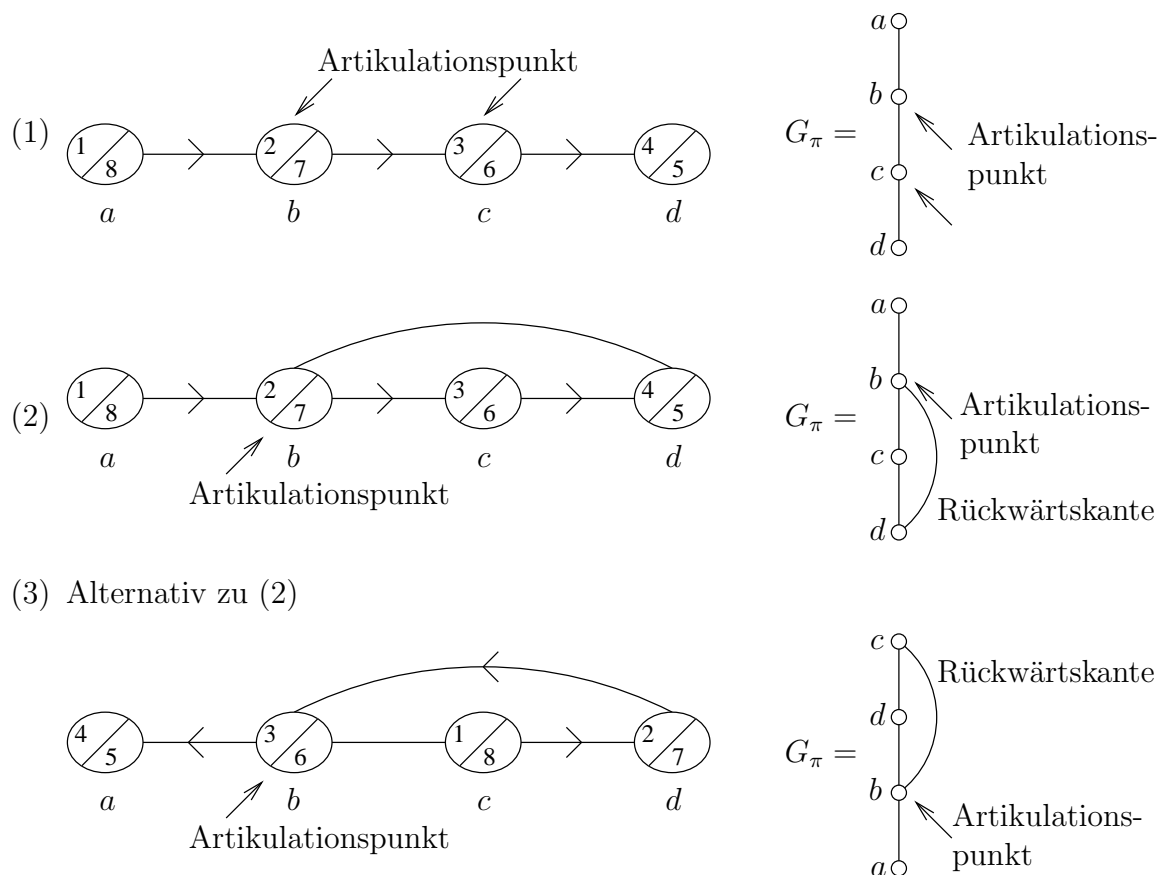 Artikulationspunkt
(1)
1 8
2 7
3 6
4 5
a b c d
G_π =
a
b
c
d
Artikulations-
punkt
(2)
1 8
2 7
3 6
4 5
a b c d
Artikulationspunkt
G_π =
a
b
c
d
Artikulations-
punkt
Rückwärtskante
(3) Alternativ zu (2)
4 5
3 6
1 8
2 7
a b c d
Artikulationspunkt
G_π =
c
d
b
a
Rückwärtskante
Artikulations-
punkt